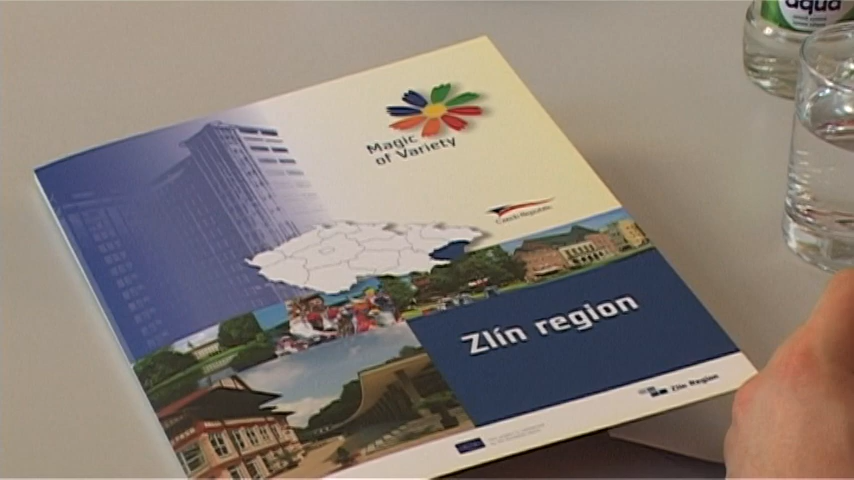 aqua
Magic
of Variety
Czech Republic
Zlín region
Zlín Region